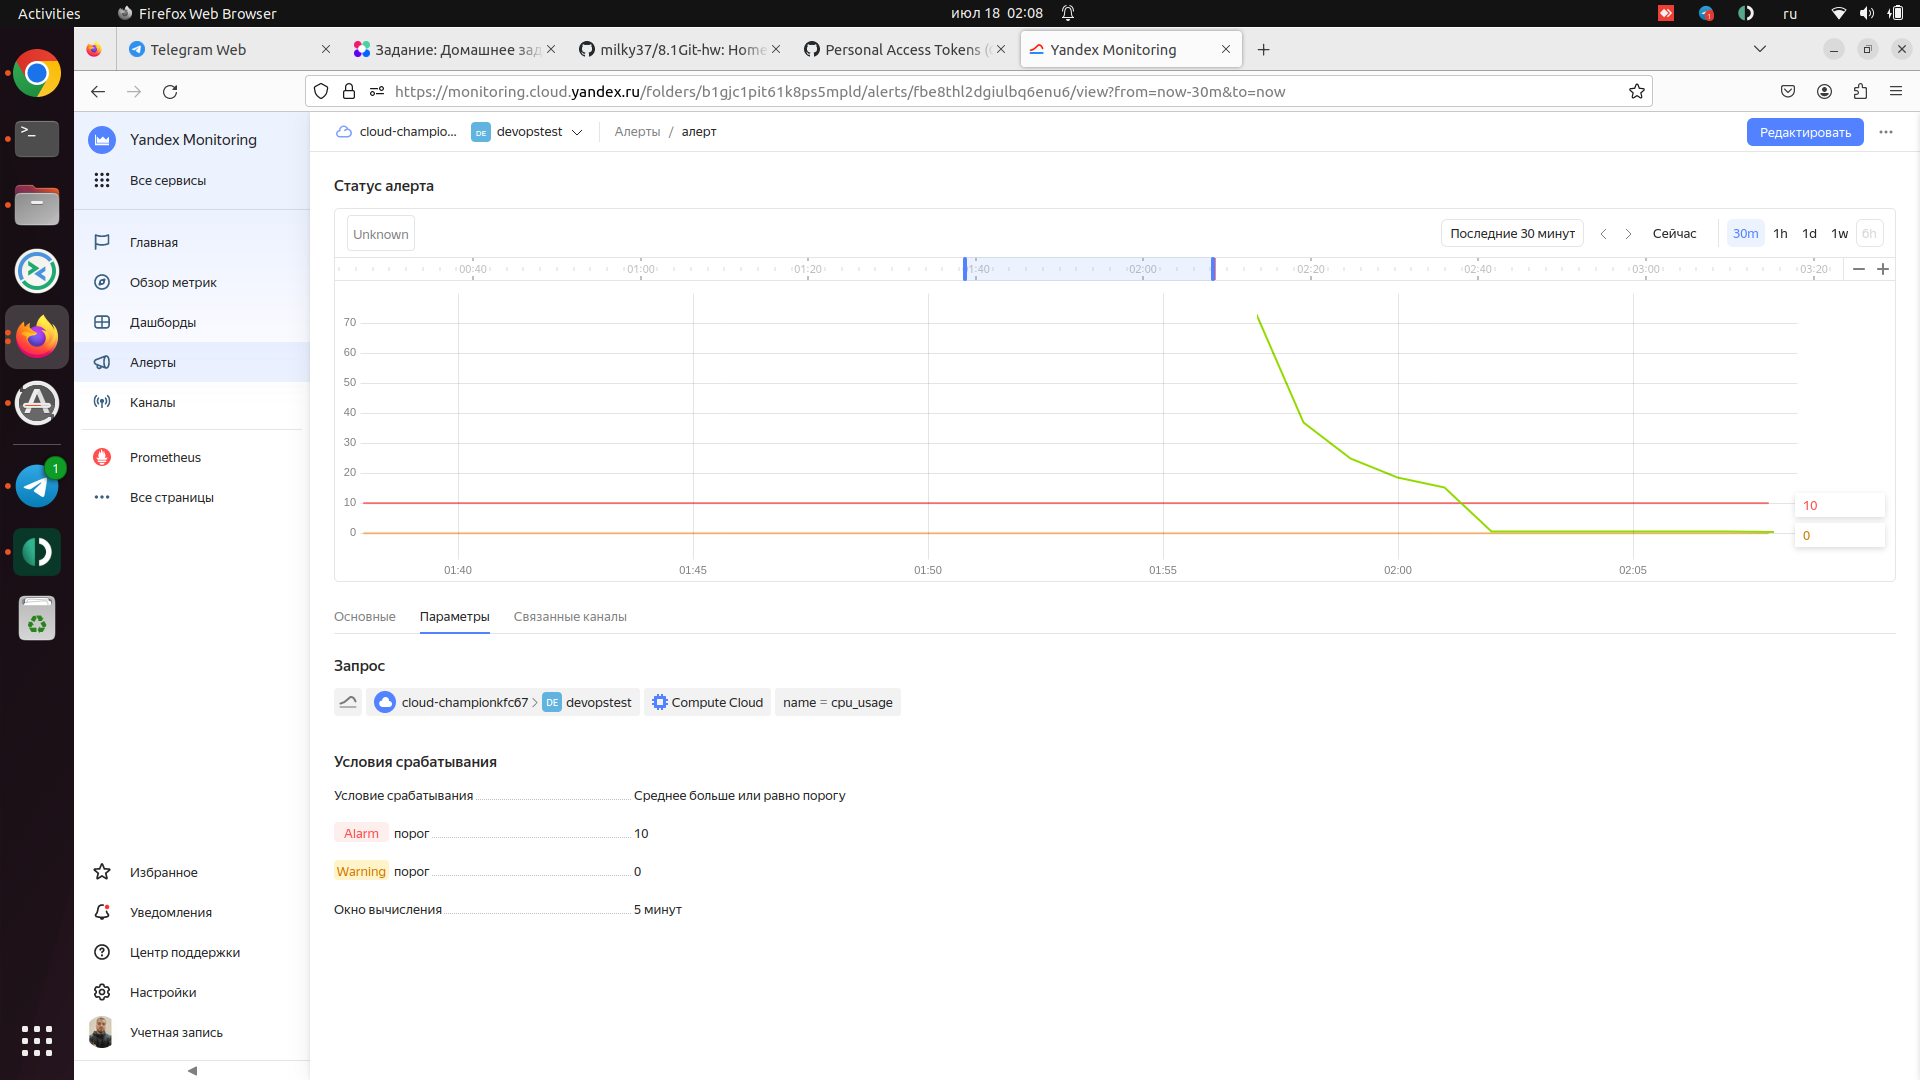 Activities
Firefox Web Browser
июл 18 02:08
ru
Telegram Web
Задание: Домашнее зад
milky37/8.1Git-hw: Home
Personal Access Tokens (
Yandex Monitoring
https://monitoring.cloud.yandex.ru/folders/b1gjc1pit61k8ps5mpld/alerts/fbe8thl2dgiulbq6enu6/view?from=now-30m&to=now
Yandex Monitoring
Все сервисы
Главная
Обзор метрик
Дашборды
Алерты
Каналы
Prometheus
Все страницы
Избранное
Уведомления
Центр поддержки
Настройки
Учетная запись
1
cloud-champio...
DE devopstest
Алерты / алерт
Редактировать
Статус алерта
Unknown
Последние 30 минут
Сейчас
30m 1h 1d 1w 6h
00:40 01:00 01:20 01:40 02:00 02:20 02:40 03:00 03:20
70
60
50
40
30
20
10
0
10
0
01:40 01:45 01:50 01:55 02:00 02:05
Основные Параметры Связанные каналы
Запрос
cloud-championkfc67 > DE devopstest Compute Cloud name = cpu_usage
Условия срабатывания
Условие срабатывания Среднее больше или равно порогу
Alarm порог 10
Warning порог 0
Окно вычисления 5 минут